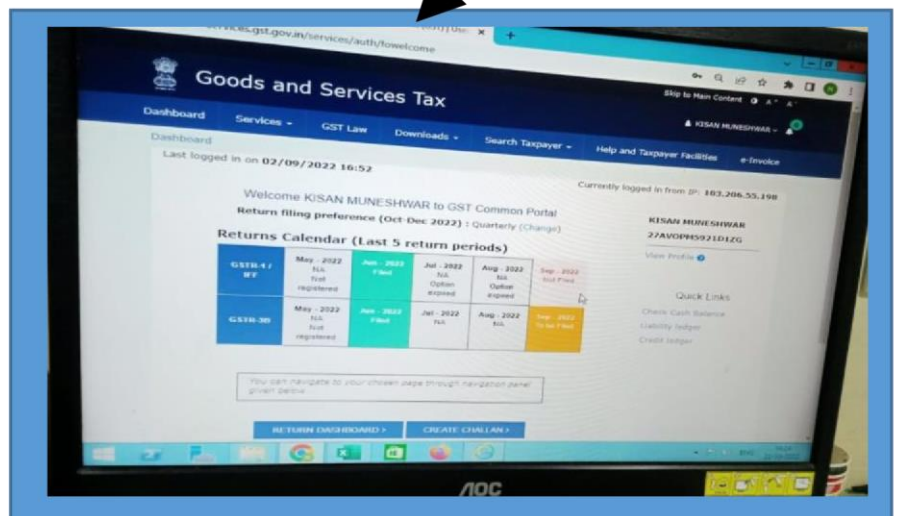 services.gst.gov.in/services/auth/fowelcome
Skip to Main Content A+ A-
Goods and Services Tax
KISAN MUNESHWAR
Dashboard Services GST Law Downloads Search Taxpayer Help and Taxpayer Facilities e-Invoice
Dashboard
Last logged in on 02/09/2022 16:52
Currently logged in from IP: 103.206.55.198
Welcome KISAN MUNESHWAR to GST Common Portal
Return filing preference (Oct-Dec 2022) : Quarterly (Change)
Returns Calendar (Last 5 return periods)
GSTR-1 / IFF
May - 2022 NA Not registered
Jun - 2022 Filed
Jul - 2022 NA Option expired
Aug - 2022 NA Option expired
Sep - 2022 Not Filed
GSTR-3B
May - 2022 NA Not registered
Jun - 2022 Filed
Jul - 2022 NA
Aug - 2022 NA
Sep - 2022 To be Filed
KISAN MUNESHWAR
27AVOPM5921D1ZG
View Profile
Quick Links
Check Cash Balance
Liability ledger
Credit ledger
You can navigate to your chosen page through navigation panel
given below
RETURN DASHBOARD >
CREATE CHALLAN >
AOC